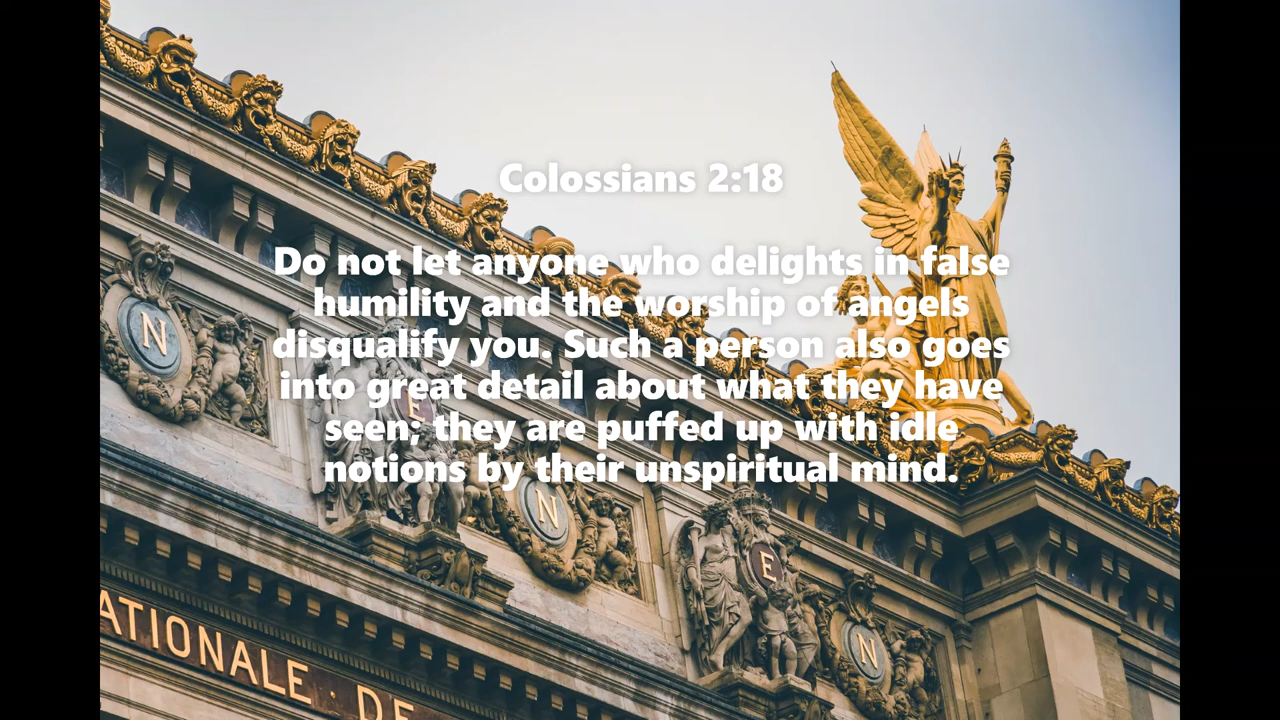 Colossians 2:18
Do not let anyone who delights in false
humility and the worship of angels
disqualify you. Such a person also goes
into great detail about what they have
seen; they are puffed up with idle
notions by their unspiritual mind.
N
E
N
E
N
ATIONALE · DE